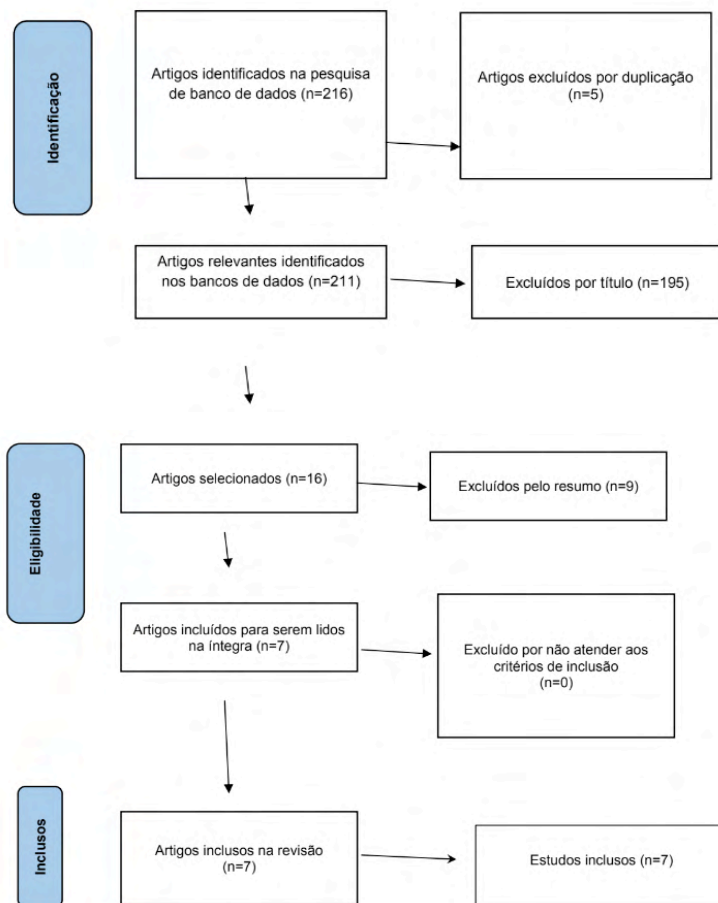 Identificação
Artigos identificados na pesquisa
de banco de dados (n=216)
Artigos excluídos por duplicação
(n=5)
Artigos relevantes identificados
nos bancos de dados (n=211)
Excluídos por título (n=195)
Eligibilidade
Artigos selecionados (n=16)
Excluídos pelo resumo (n=9)
Artigos incluídos para serem lidos
na íntegra (n=7)
Excluído por não atender aos
critérios de inclusão
(n=0)
Inclusos
Artigos inclusos na revisão
(n=7)
Estudos inclusos (n=7)